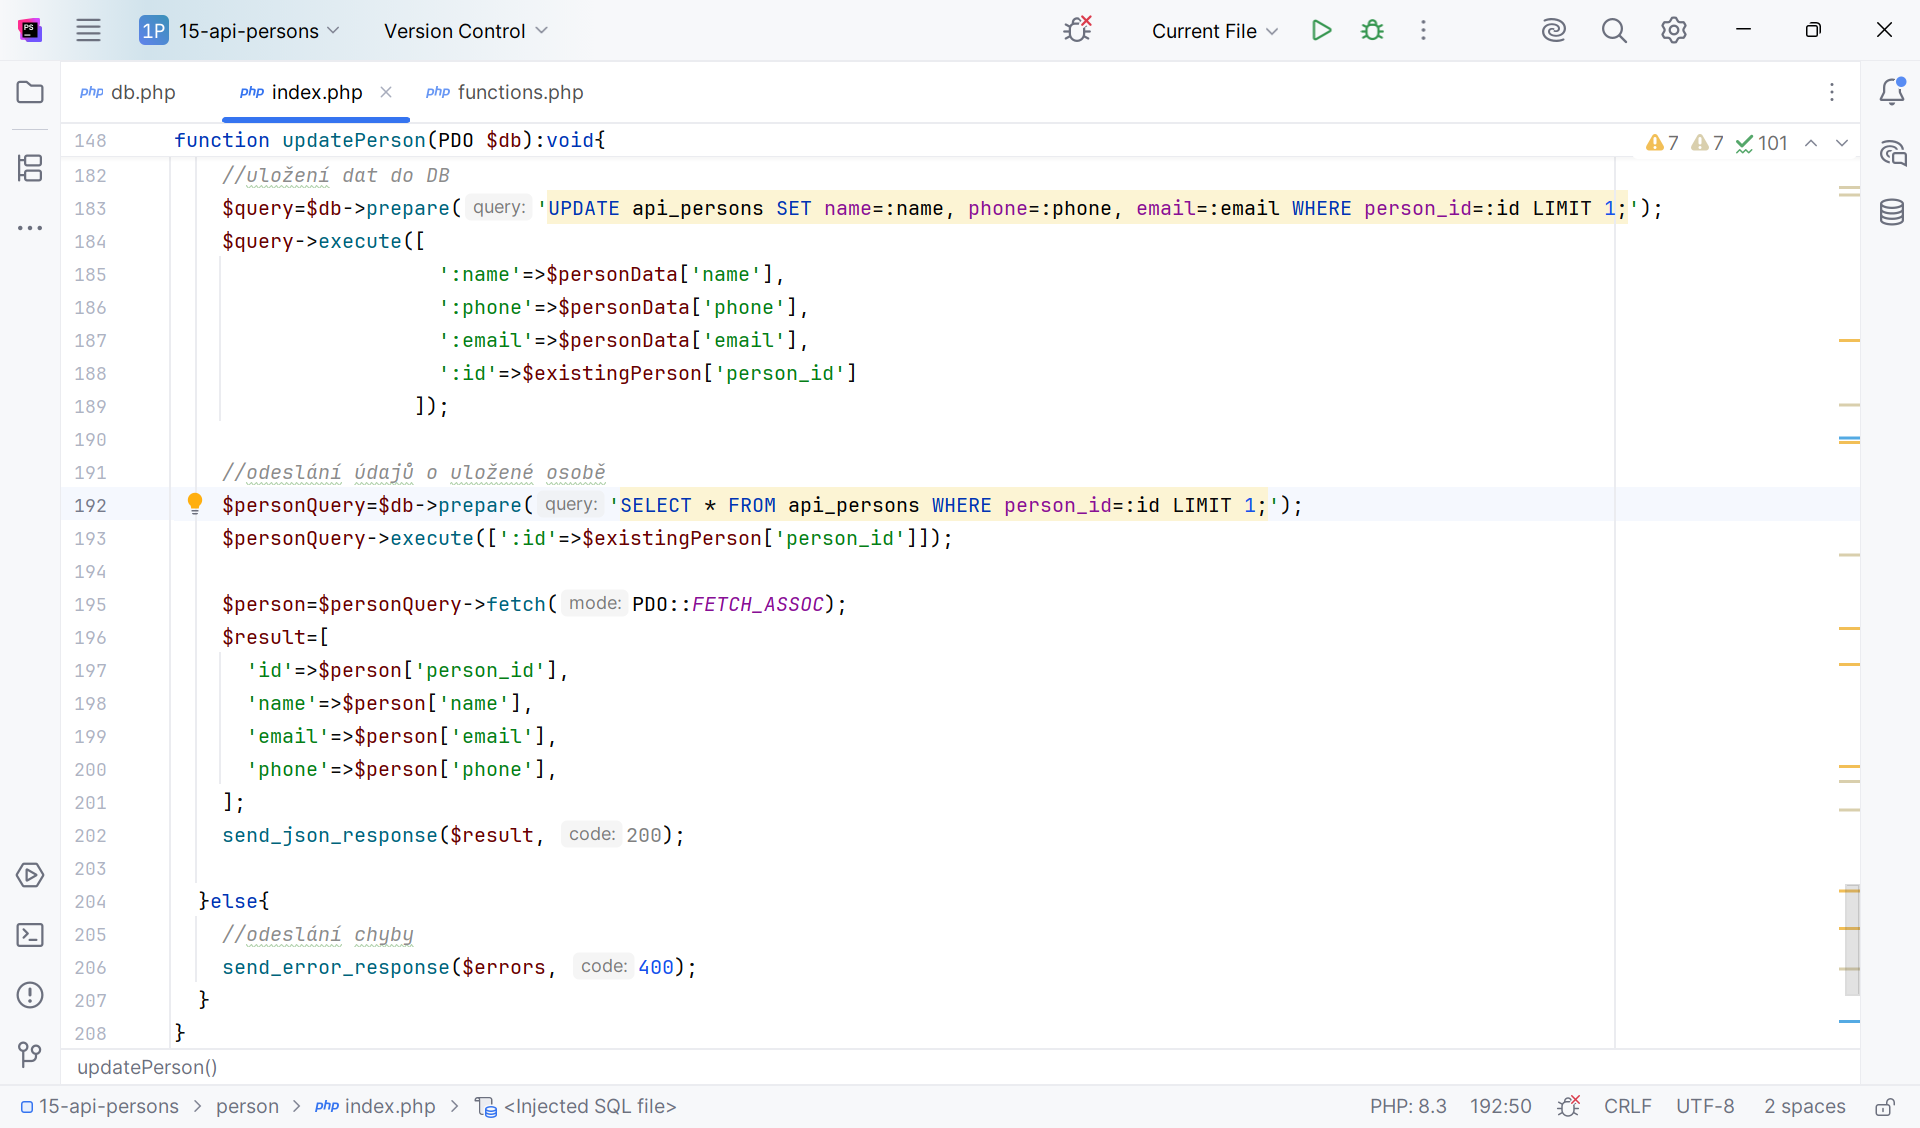 PS
1P 15-api-persons Version Control Current File
php db.php php index.php php functions.php
148 function updatePerson(PDO $db):void{ 7 7 101
182 //uložení dat do DB
183 $query=$db->prepare( query: 'UPDATE api_persons SET name=:name, phone=:phone, email=:email WHERE person_id=:id LIMIT 1;');
184 $query->execute([
185 ':name'=>$personData['name'],
186 ':phone'=>$personData['phone'],
187 ':email'=>$personData['email'],
188 ':id'=>$existingPerson['person_id']
189 ]);
190
191 //odeslání údajů o uložené osobě
192 $personQuery=$db->prepare( query: 'SELECT * FROM api_persons WHERE person_id=:id LIMIT 1;');
193 $personQuery->execute([':id'=>$existingPerson['person_id']]);
194
195 $person=$personQuery->fetch( mode: PDO::FETCH_ASSOC);
196 $result=[
197 'id'=>$person['person_id'],
198 'name'=>$person['name'],
199 'email'=>$person['email'],
200 'phone'=>$person['phone'],
201 ];
202 send_json_response($result, code: 200);
203
204 }else{
205 //odeslání chyby
206 send_error_response($errors, code: 400);
207 }
208 }
updatePerson()
15-api-persons > person > php index.php > <Injected SQL file> PHP: 8.3 192:50 CRLF UTF-8 2 spaces